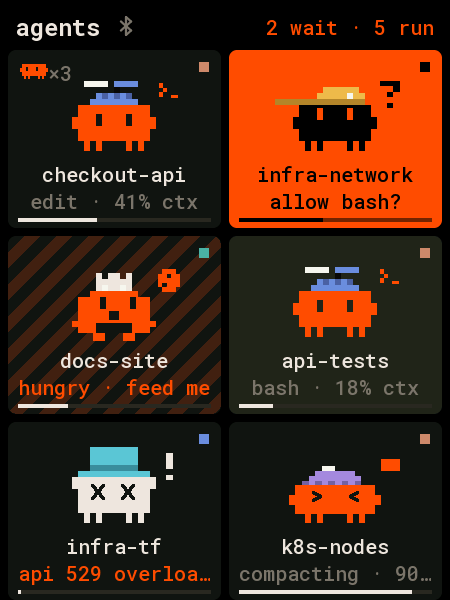 agents
2 wait · 5 run
×3
checkout-api
edit · 41% ctx
?
infra-network
allow bash?
docs-site
hungry · feed me
>_
api-tests
bash · 18% ctx
!
infra-tf
api 529 overloa…
k8s-nodes
compacting · 90…